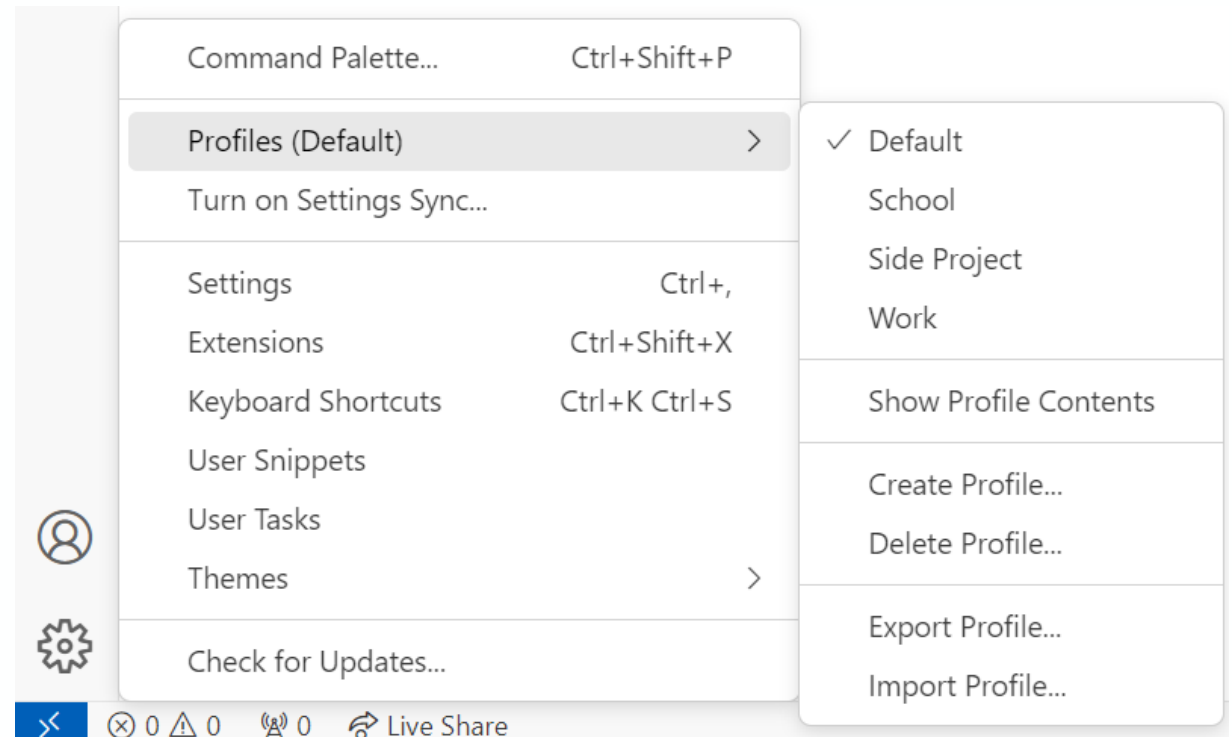 Command Palette... Ctrl+Shift+P
Profiles (Default)
Turn on Settings Sync...
Settings Ctrl+,
Extensions Ctrl+Shift+X
Keyboard Shortcuts Ctrl+K Ctrl+S
User Snippets
User Tasks
Themes
Check for Updates...
Default
School
Side Project
Work
Show Profile Contents
Create Profile...
Delete Profile...
Export Profile...
Import Profile...
0 0 0 Live Share